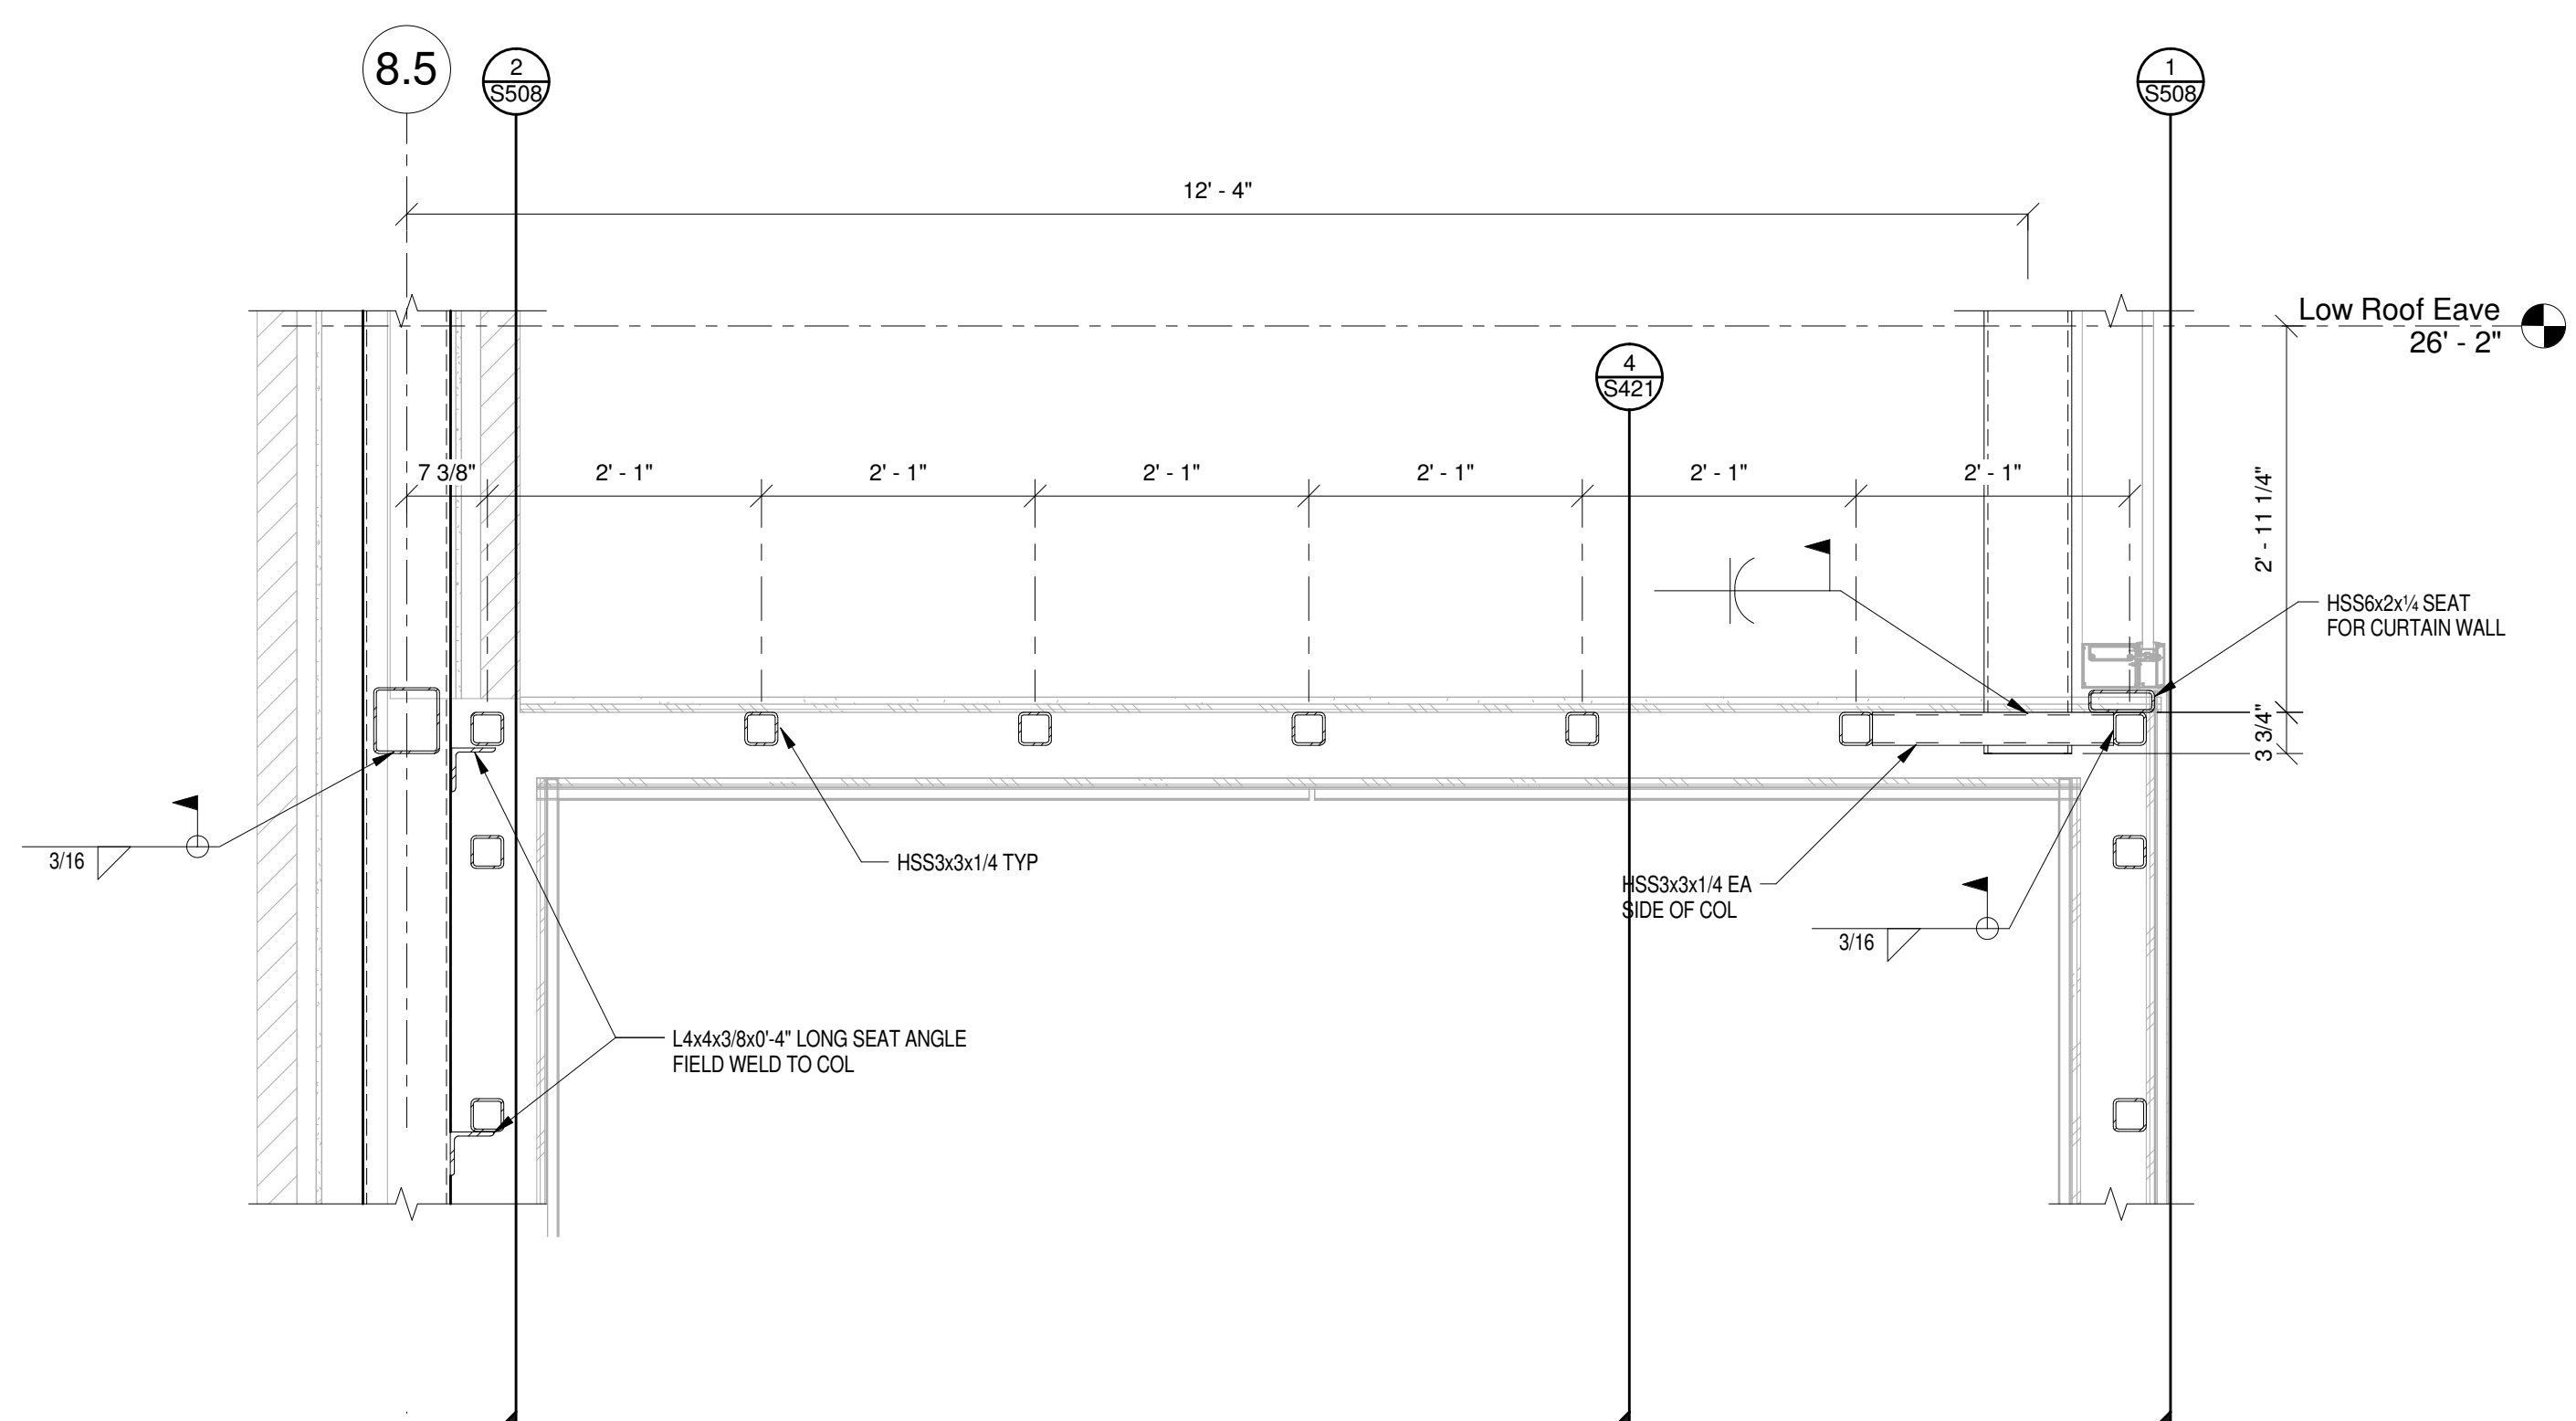 8.5
2
S508
1
S508
12' - 4"
Low Roof Eave
26' - 2"
4
S421
7 3/8"
2' - 1"
2' - 1"
2' - 1"
2' - 1"
2' - 1"
2' - 1"
2' - 11 1/4"
HSS6x2x¼ SEAT
FOR CURTAIN WALL
3 3/4"
3/16
HSS3x3x1/4 TYP
HSS3x3x1/4 EA
SIDE OF COL
3/16
L4x4x3/8x0'-4" LONG SEAT ANGLE
FIELD WELD TO COL